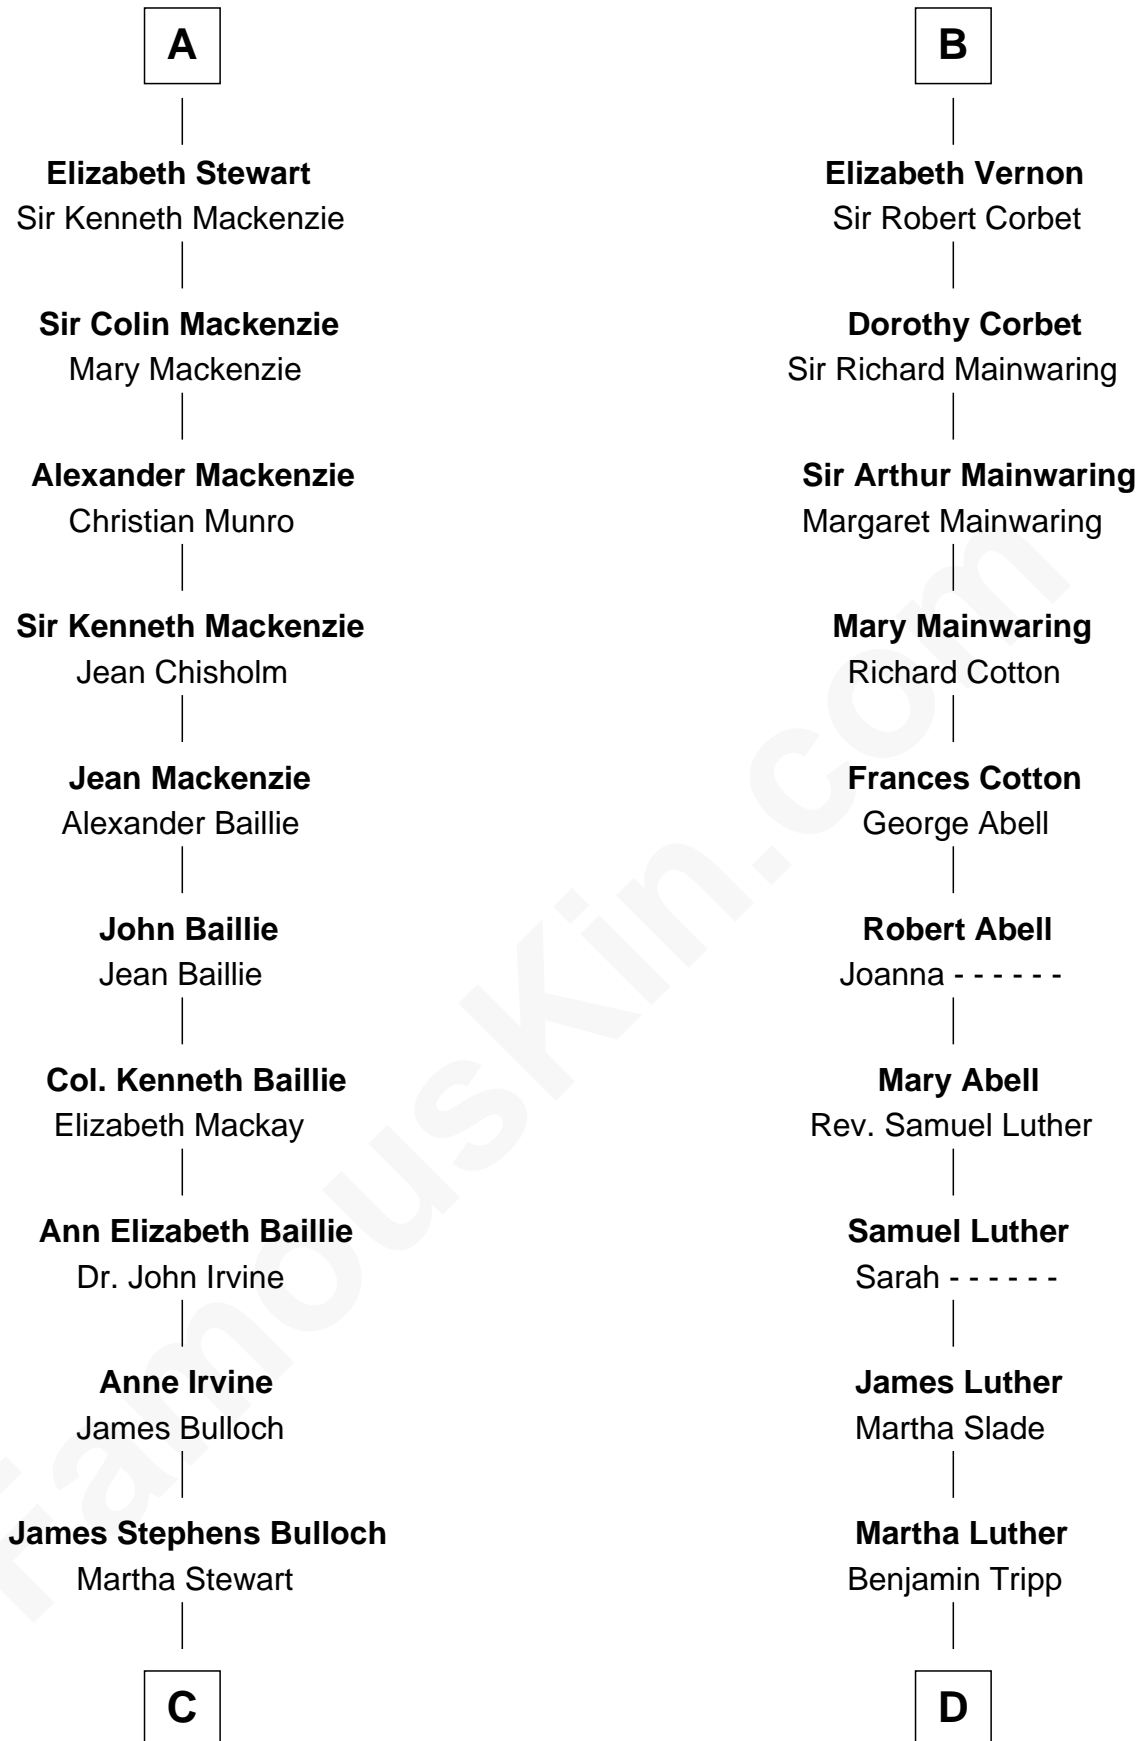 A
Elizabeth Stewart
Sir Kenneth Mackenzie
Sir Colin Mackenzie
Mary Mackenzie
Alexander Mackenzie
Christian Munro
Sir Kenneth Mackenzie
Jean Chisholm
Jean Mackenzie
Alexander Baillie
John Baillie
Jean Baillie
Col. Kenneth Baillie
Elizabeth Mackay
Ann Elizabeth Baillie
Dr. John Irvine
Anne Irvine
James Bulloch
James Stephens Bulloch
Martha Stewart
C
B
Elizabeth Vernon
Sir Robert Corbet
Dorothy Corbet
Sir Richard Mainwaring
Sir Arthur Mainwaring
Margaret Mainwaring
Mary Mainwaring
Richard Cotton
Frances Cotton
George Abell
Robert Abell
Joanna - - - - - -
Mary Abell
Rev. Samuel Luther
Samuel Luther
Sarah - - - - - -
James Luther
Martha Slade
Martha Luther
Benjamin Tripp
D
FamousKin.com